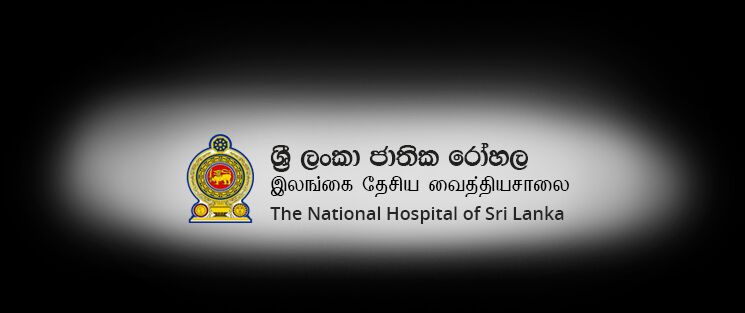 ශ්‍රී ලංකා ජාතික රෝහල
இலங்கை தேசிய வைத்தியசாலை
The National Hospital of Sri Lanka